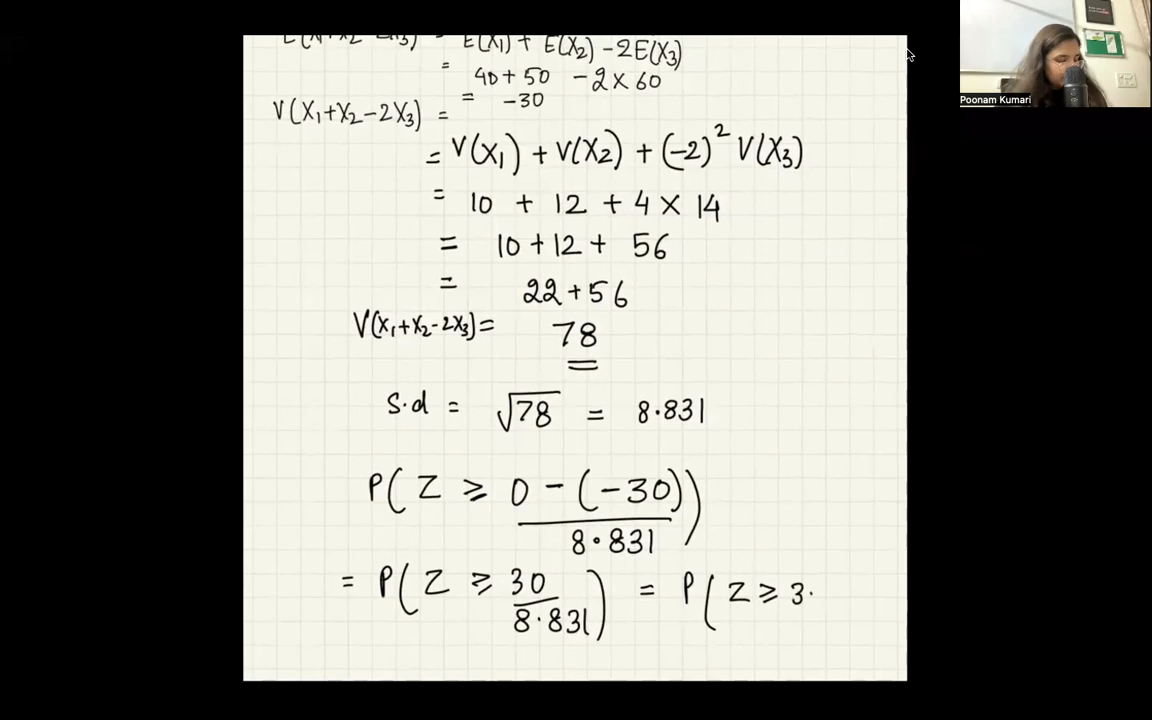 E(X1) + E(X2) - 2E(X3)
= 40 + 50 - 2 × 60
= -30
V(X₁+X₂-2X₃) =
= V(X₁) + V(X₂) + (-2)² V(X₃)
= 10 + 12 + 4 × 14
= 10 + 12 + 56
= 22 + 56
V(X₁+X₂-2X₃) = 78
S.d = √78 = 8.831
P( Z ⩾ 0 - (-30) / 8.831 )
= P( Z ⩾ 30 / 8.831 ) = P( Z ⩾ 3.
Poonam Kumari